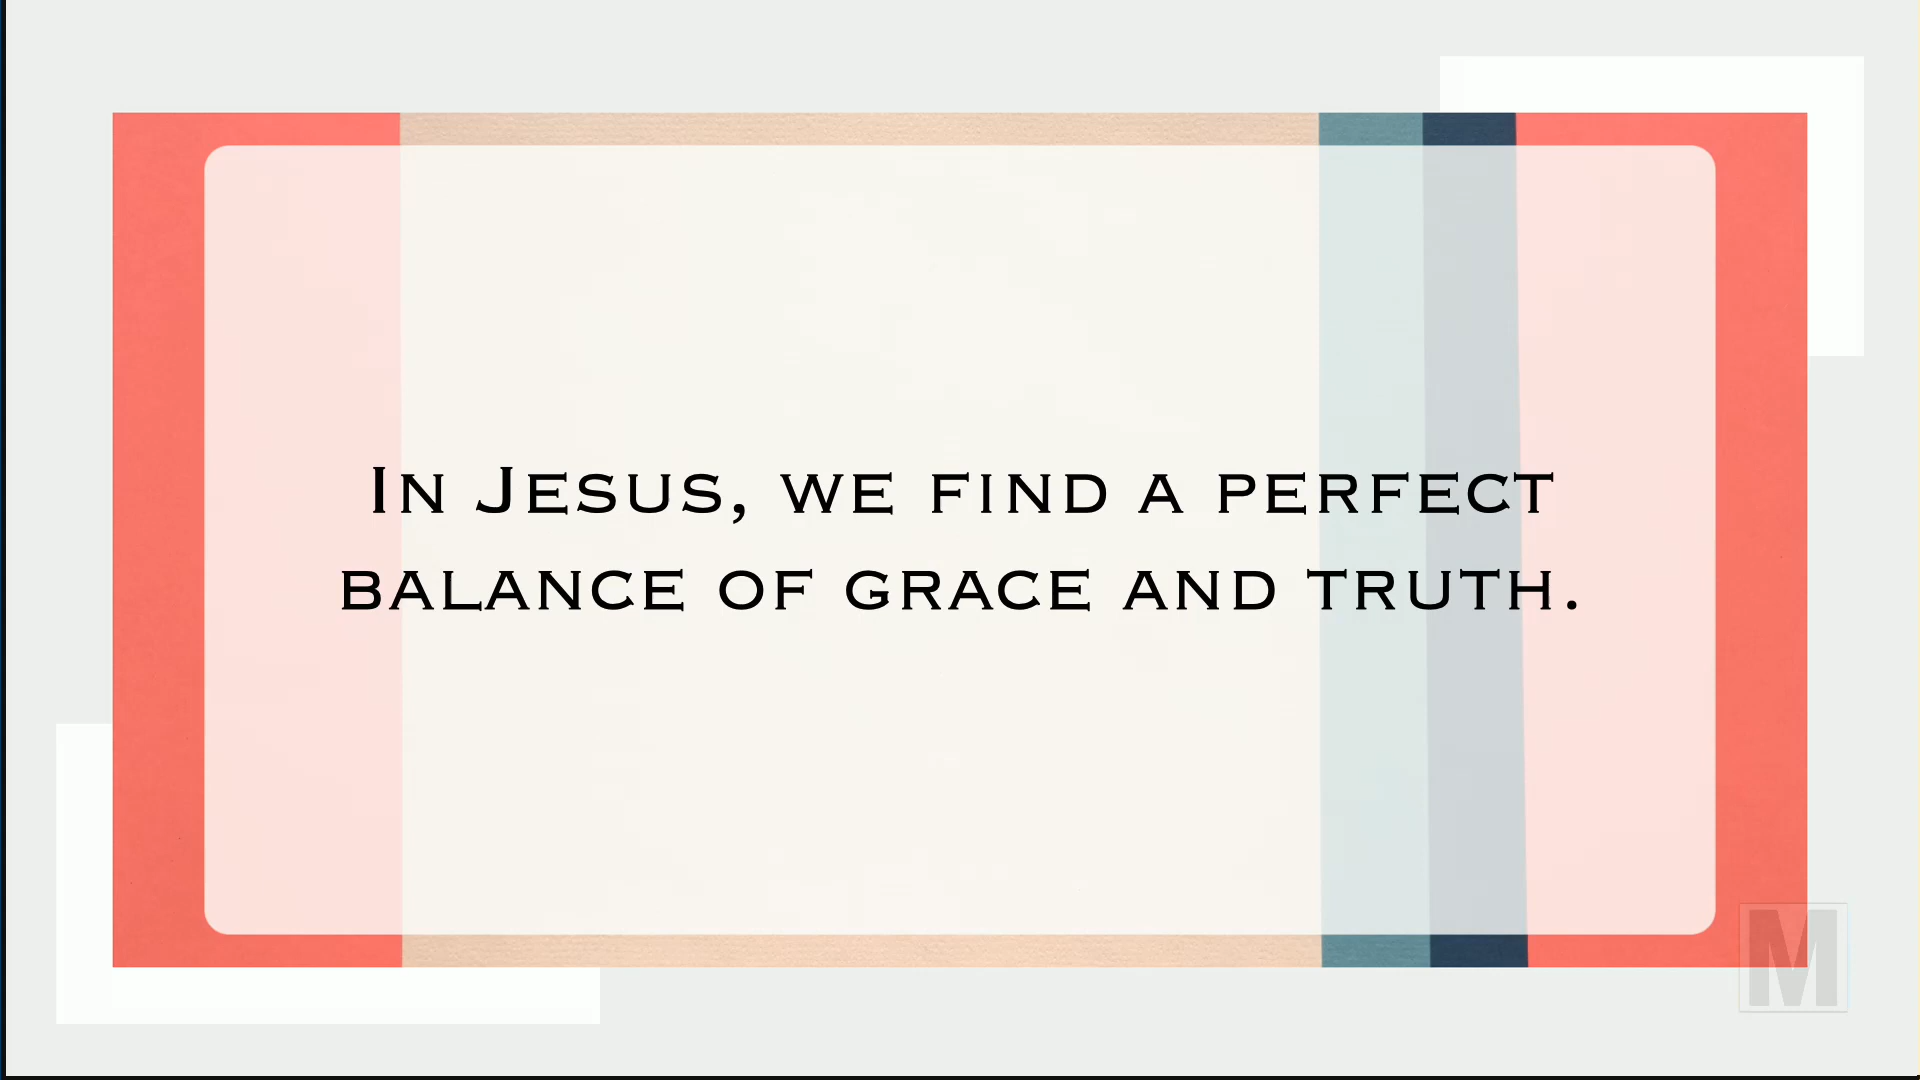 In Jesus, we find a perfect
balance of grace and truth.
M